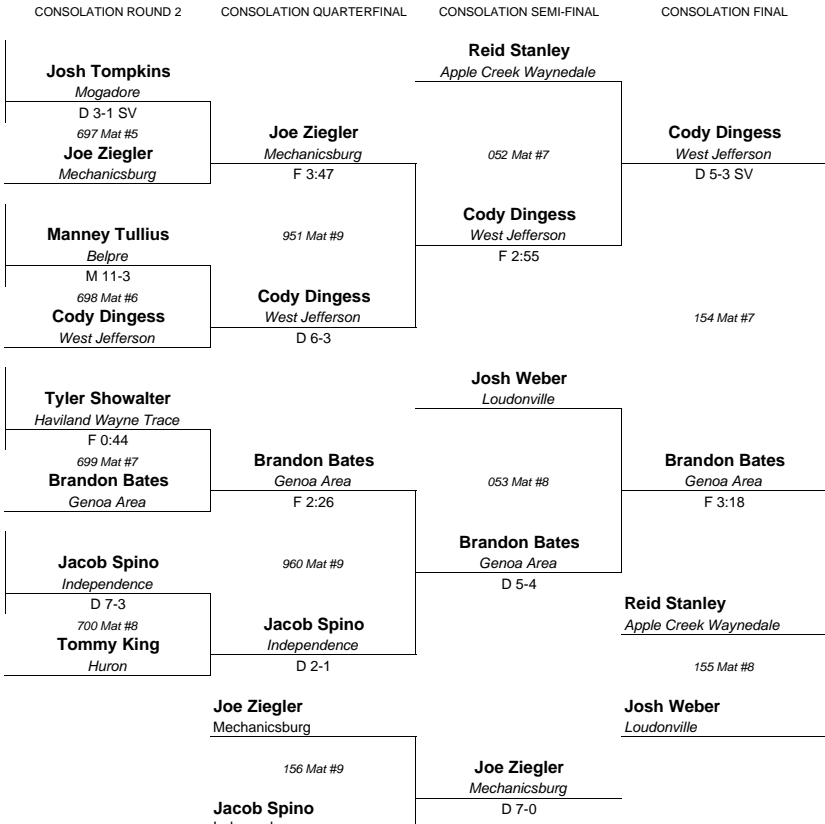 CONSOLATION ROUND 2
CONSOLATION QUARTERFINAL
CONSOLATION SEMI-FINAL
CONSOLATION FINAL
Josh Tompkins
Mogadore
D 3-1 SV
697 Mat #5
Joe Ziegler
Mechanicsburg
Manney Tullius
Belpre
M 11-3
698 Mat #6
Cody Dingess
West Jefferson
Tyler Showalter
Haviland Wayne Trace
F 0:44
699 Mat #7
Brandon Bates
Genoa Area
Jacob Spino
Independence
D 7-3
700 Mat #8
Tommy King
Huron
Joe Ziegler
Mechanicsburg
F 3:47
951 Mat #9
Cody Dingess
West Jefferson
D 6-3
Brandon Bates
Genoa Area
F 2:26
960 Mat #9
Jacob Spino
Independence
D 2-1
Joe Ziegler
Mechanicsburg
156 Mat #9
Jacob Spino
Reid Stanley
Apple Creek Waynedale
052 Mat #7
Cody Dingess
West Jefferson
F 2:55
Josh Weber
Loudonville
053 Mat #8
Brandon Bates
Genoa Area
D 5-4
Joe Ziegler
Mechanicsburg
D 7-0
Cody Dingess
West Jefferson
D 5-3 SV
154 Mat #7
Brandon Bates
Genoa Area
F 3:18
Reid Stanley
Apple Creek Waynedale
155 Mat #8
Josh Weber
Loudonville